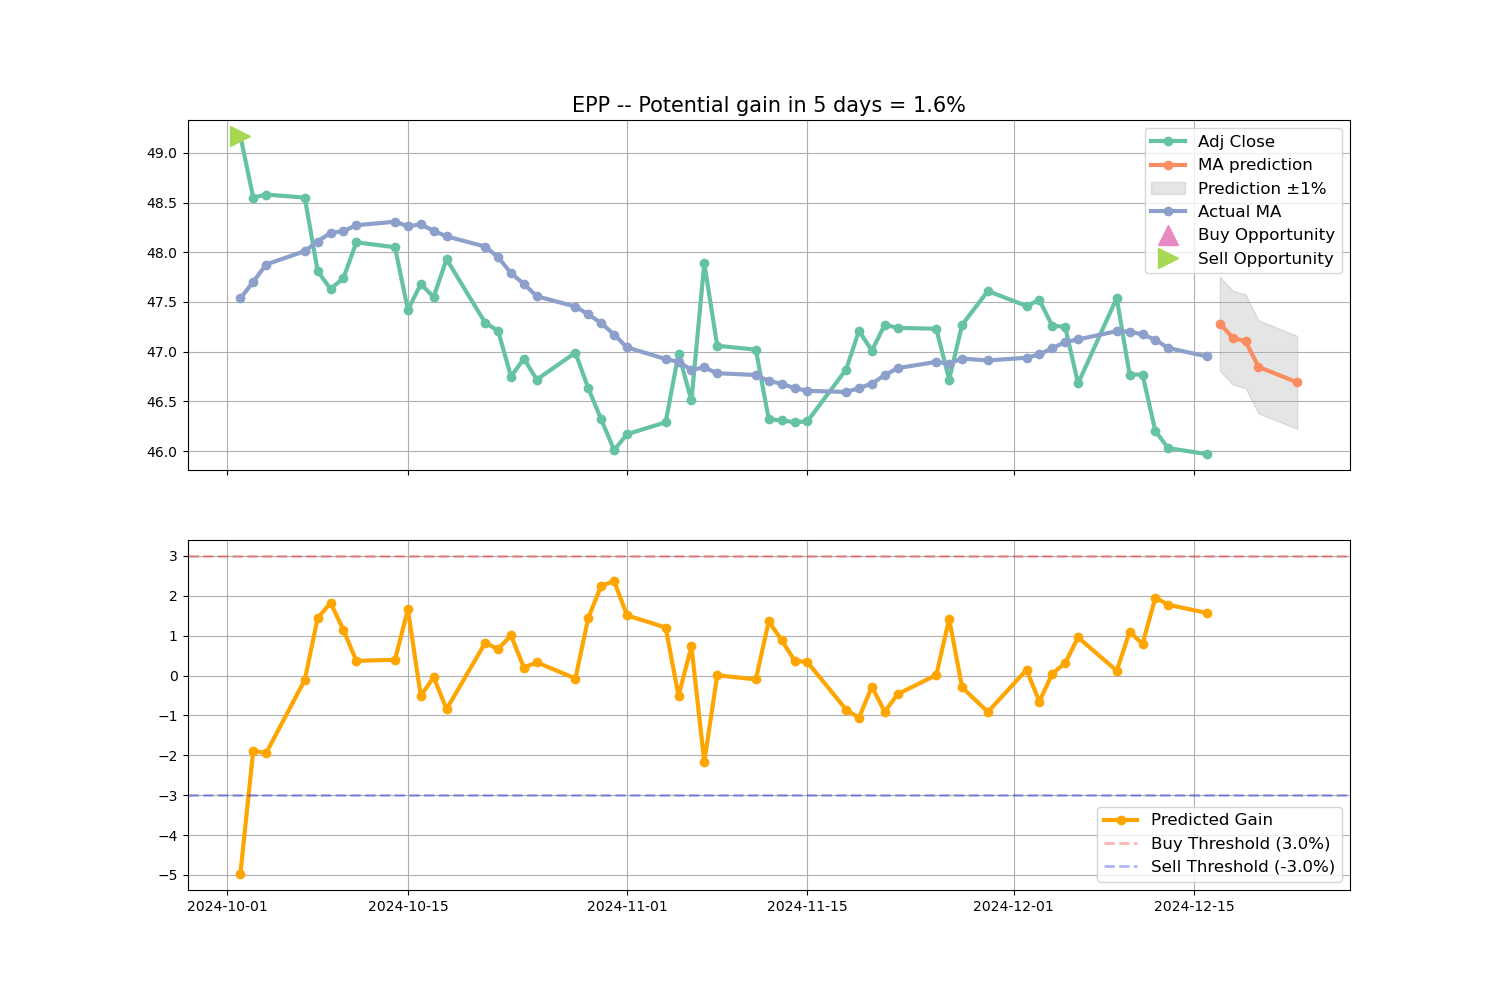 EPP -- Potential gain in 5 days = 1.6%
49.0
48.5
48.0
47.5
47.0
46.5
46.0
Adj Close
MA prediction
Prediction ±1%
Actual MA
Buy Opportunity
Sell Opportunity
3
2
1
0
−1
−2
−3
−4
−5
Predicted Gain
Buy Threshold (3.0%)
Sell Threshold (-3.0%)
2024-10-01
2024-10-15
2024-11-01
2024-11-15
2024-12-01
2024-12-15